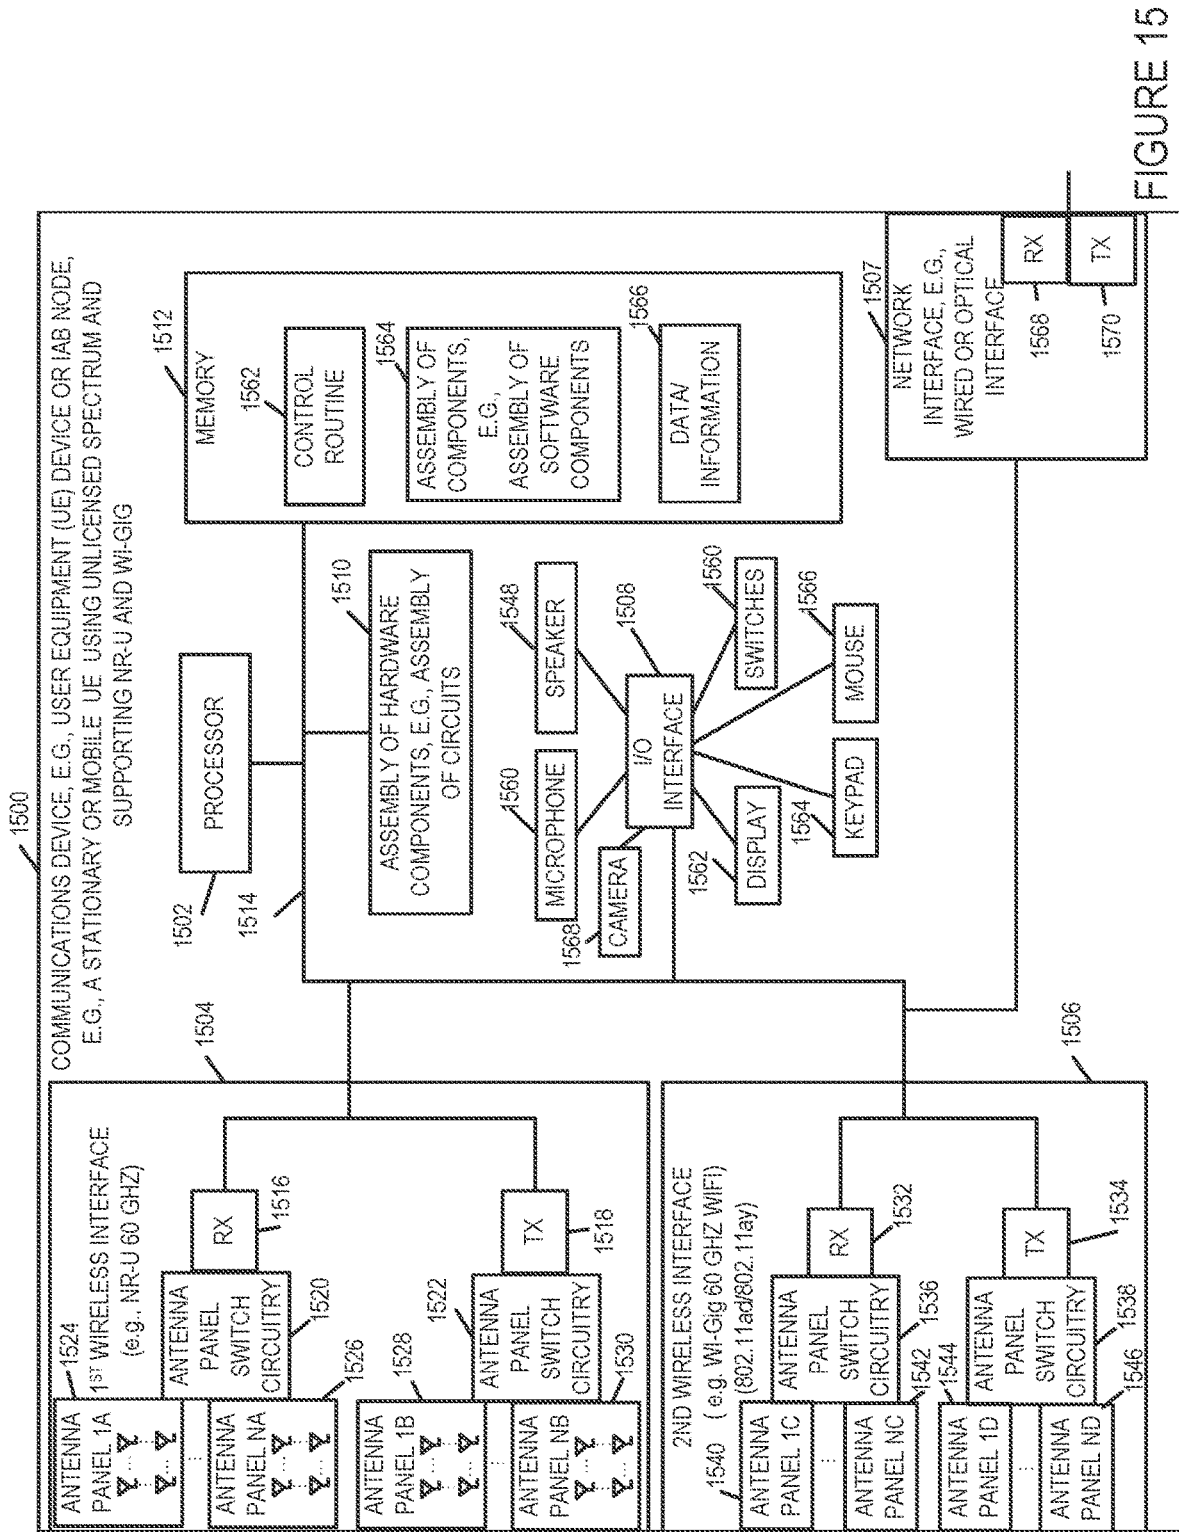 1500
COMMUNICATIONS DEVICE, E.G., USER EQUIPMENT (UE) DEVICE OR IAB NODE,
E.G., A STATIONARY OR MOBILE UE USING UNLICENSED SPECTRUM AND
SUPPORTING NR-U AND WI-GIG
1504
1524
1ST WIRELESS INTERFACE
(e.g., NR-U 60 GHZ)
ANTENNA
PANEL 1A
...
ANTENNA
PANEL NA
1526
ANTENNA
PANEL
SWITCH
CIRCUITRY
1520
RX
1516
1528
ANTENNA
PANEL 1B
...
ANTENNA
PANEL NB
1530
1522
ANTENNA
PANEL
SWITCH
CIRCUITRY
TX
1518
1506
2ND WIRELESS INTERFACE
( e.g. WI-Gig 60 GHZ WIFI)
(802.11ad/802.11ay)
1540
ANTENNA
PANEL 1C
...
ANTENNA
PANEL NC
1542
ANTENNA
PANEL
SWITCH
CIRCUITRY
1536
RX
1532
1544
ANTENNA
PANEL 1D
...
ANTENNA
PANEL ND
1546
ANTENNA
PANEL
SWITCH
CIRCUITRY
1538
TX
1534
1502
PROCESSOR
1514
1510
ASSEMBLY OF HARDWARE
COMPONENTS, E.G., ASSEMBLY
OF CIRCUITS
1560
MICROPHONE
1548
SPEAKER
1568
CAMERA
I/O
INTERFACE
1508
1562
DISPLAY
1564
KEYPAD
1560
SWITCHES
1566
MOUSE
1512
MEMORY
1562
CONTROL
ROUTINE
1564
ASSEMBLY OF
COMPONENTS,
E.G.,
ASSEMBLY OF
SOFTWARE
COMPONENTS
1566
DATA/
INFORMATION
1507
NETWORK
INTERFACE, E.G.,
WIRED OR OPTICAL
INTERFACE
RX
1568
TX
1570
FIGURE 15